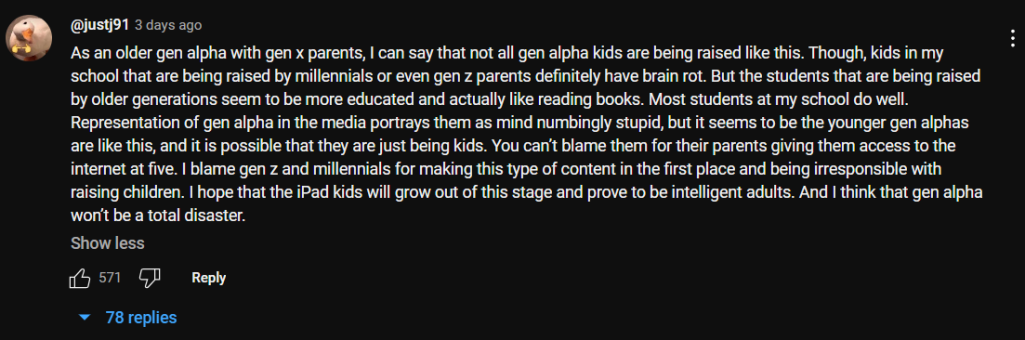 @justj91 3 days ago
As an older gen alpha with gen x parents, I can say that not all gen alpha kids are being raised like this. Though, kids in my
school that are being raised by millennials or even gen z parents definitely have brain rot. But the students that are being raised
by older generations seem to be more educated and actually like reading books. Most students at my school do well.
Representation of gen alpha in the media portrays them as mind numbingly stupid, but it seems to be the younger gen alphas
are like this, and it is possible that they are just being kids. You can’t blame them for their parents giving them access to the
internet at five. I blame gen z and millennials for making this type of content in the first place and being irresponsible with
raising children. I hope that the iPad kids will grow out of this stage and prove to be intelligent adults. And I think that gen alpha
won’t be a total disaster.
Show less
571 Reply
78 replies